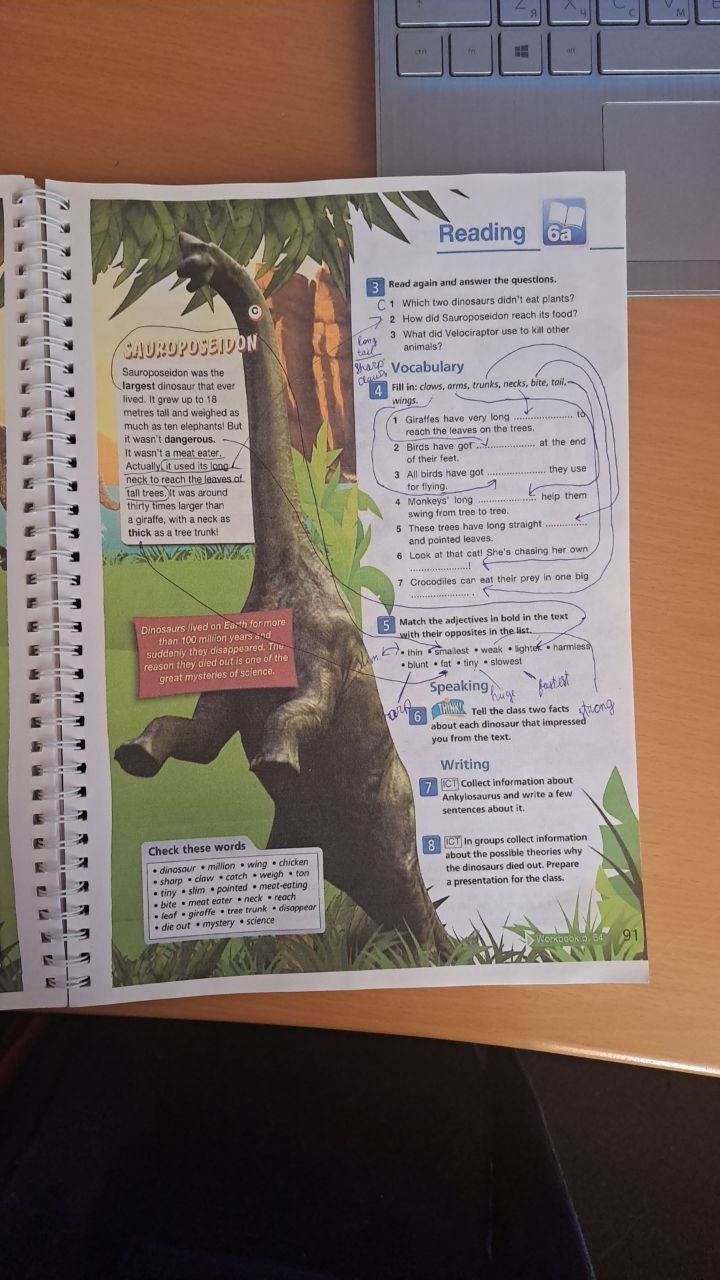 ctrl
fn
alt
Z
Я
X
Ч
C
С
V
М
Reading 6a
C
SAUROPOSEIDON
Sauroposeidon was the
largest dinosaur that ever
lived. It grew up to 18
metres tall and weighed as
much as ten elephants! But
it wasn't dangerous.
It wasn't a meat eater.
Actually, it used its long
neck to reach the leaves of
tall trees. It was around
thirty times larger than
a giraffe, with a neck as
thick as a tree trunk!
Dinosaurs lived on Earth for more
than 100 million years and
suddenly they disappeared. The
reason they died out is one of the
great mysteries of science.
Check these words
• dinosaur • million • wing • chicken
• sharp • claw • catch • weigh • ton
• tiny • slim • pointed • meat-eating
• bite • meat eater • neck • reach
• leaf • giraffe • tree trunk • disappear
• die out • mystery • science
3 Read again and answer the questions.
C 1 Which two dinosaurs didn't eat plants?
2 How did Sauroposeidon reach its food?
3 What did Velociraptor use to kill other
animals?
long
tail
sharp
claws
Vocabulary
4 Fill in: claws, arms, trunks, necks, bite, tail,
wings.
1 Giraffes have very long .................... to
reach the leaves on the trees.
2 Birds have got .................... at the end
of their feet.
3 All birds have got .................... they use
for flying.
4 Monkeys' long .................... help them
swing from tree to tree.
5 These trees have long straight ..............
and pointed leaves.
6 Look at that cat! She's chasing her own
....................!
7 Crocodiles can eat their prey in one big
.................... .
5 Match the adjectives in bold in the text
with their opposites in the list.
• thin • smallest • weak • lighter • harmless
• blunt • fat • tiny • slowest
huge
fastest
strong
Speaking
6 THINK! Tell the class two facts
about each dinosaur that impressed
you from the text.
Writing
7 ICT Collect information about
Ankylosaurus and write a few
sentences about it.
8 ICT In groups collect information
about the possible theories why
the dinosaurs died out. Prepare
a presentation for the class.
Workbook p. 54
91